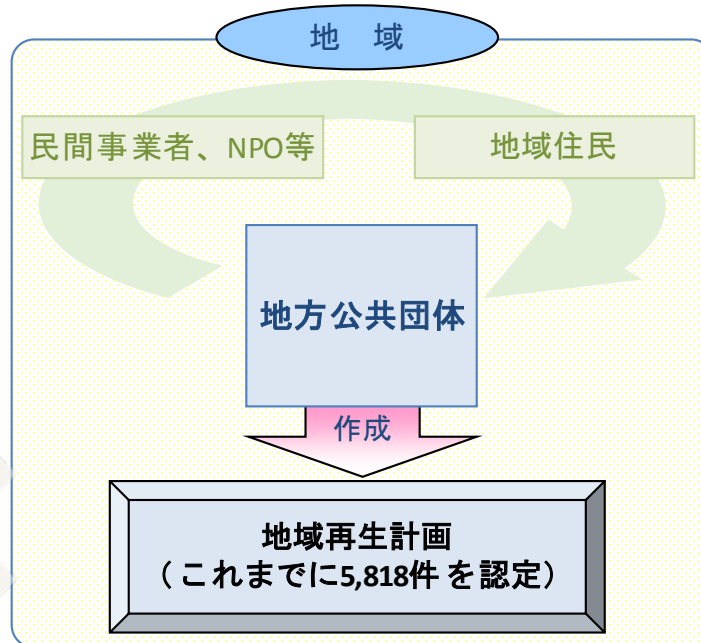 地 域
民間事業者、NPO等
地域住民
地方公共団体
作成
地域再生計画
(これまでに5,818件を認定)